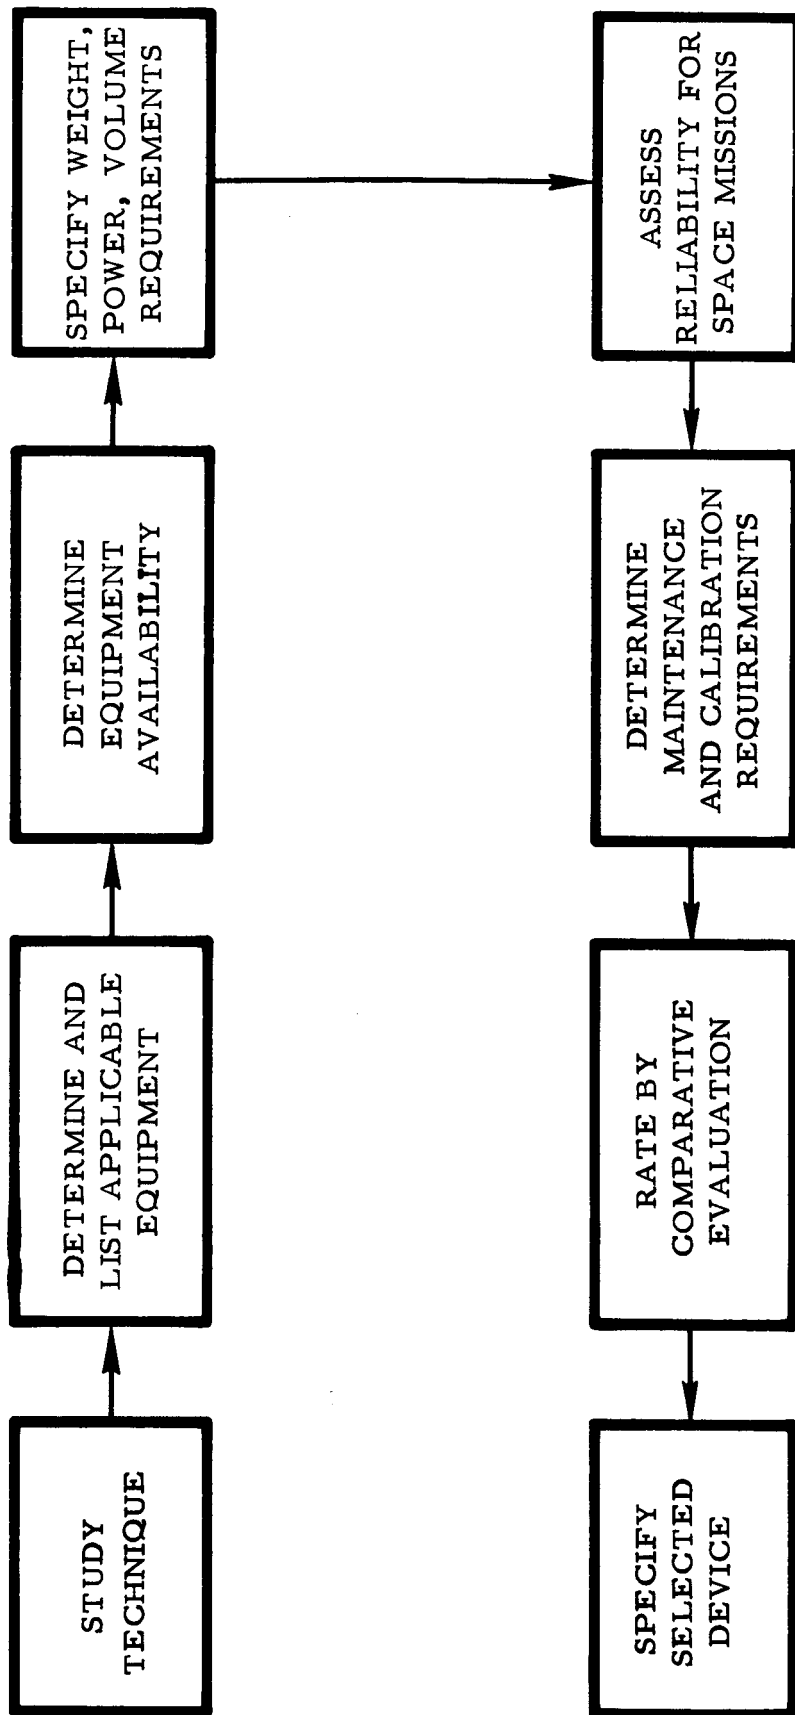 STUDY
TECHNIQUE
DETERMINE AND
LIST APPLICABLE
EQUIPMENT
DETERMINE
EQUIPMENT
AVAILABILITY
SPECIFY WEIGHT,
POWER, VOLUME
REQUIREMENTS
ASSESS
RELIABILITY FOR
SPACE MISSIONS
DETERMINE
MAINTENANCE
AND CALIBRATION
REQUIREMENTS
RATE BY
COMPARATIVE
EVALUATION
SPECIFY
SELECTED
DEVICE